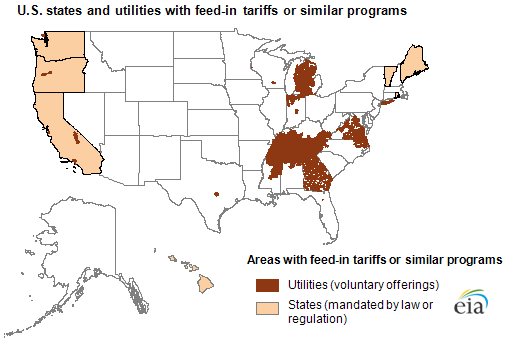 U.S. states and utilities with feed-in tariffs or similar programs
Areas with feed-in tariffs or similar programs
Utilities (voluntary offerings)
States (mandated by law or
regulation)
eia